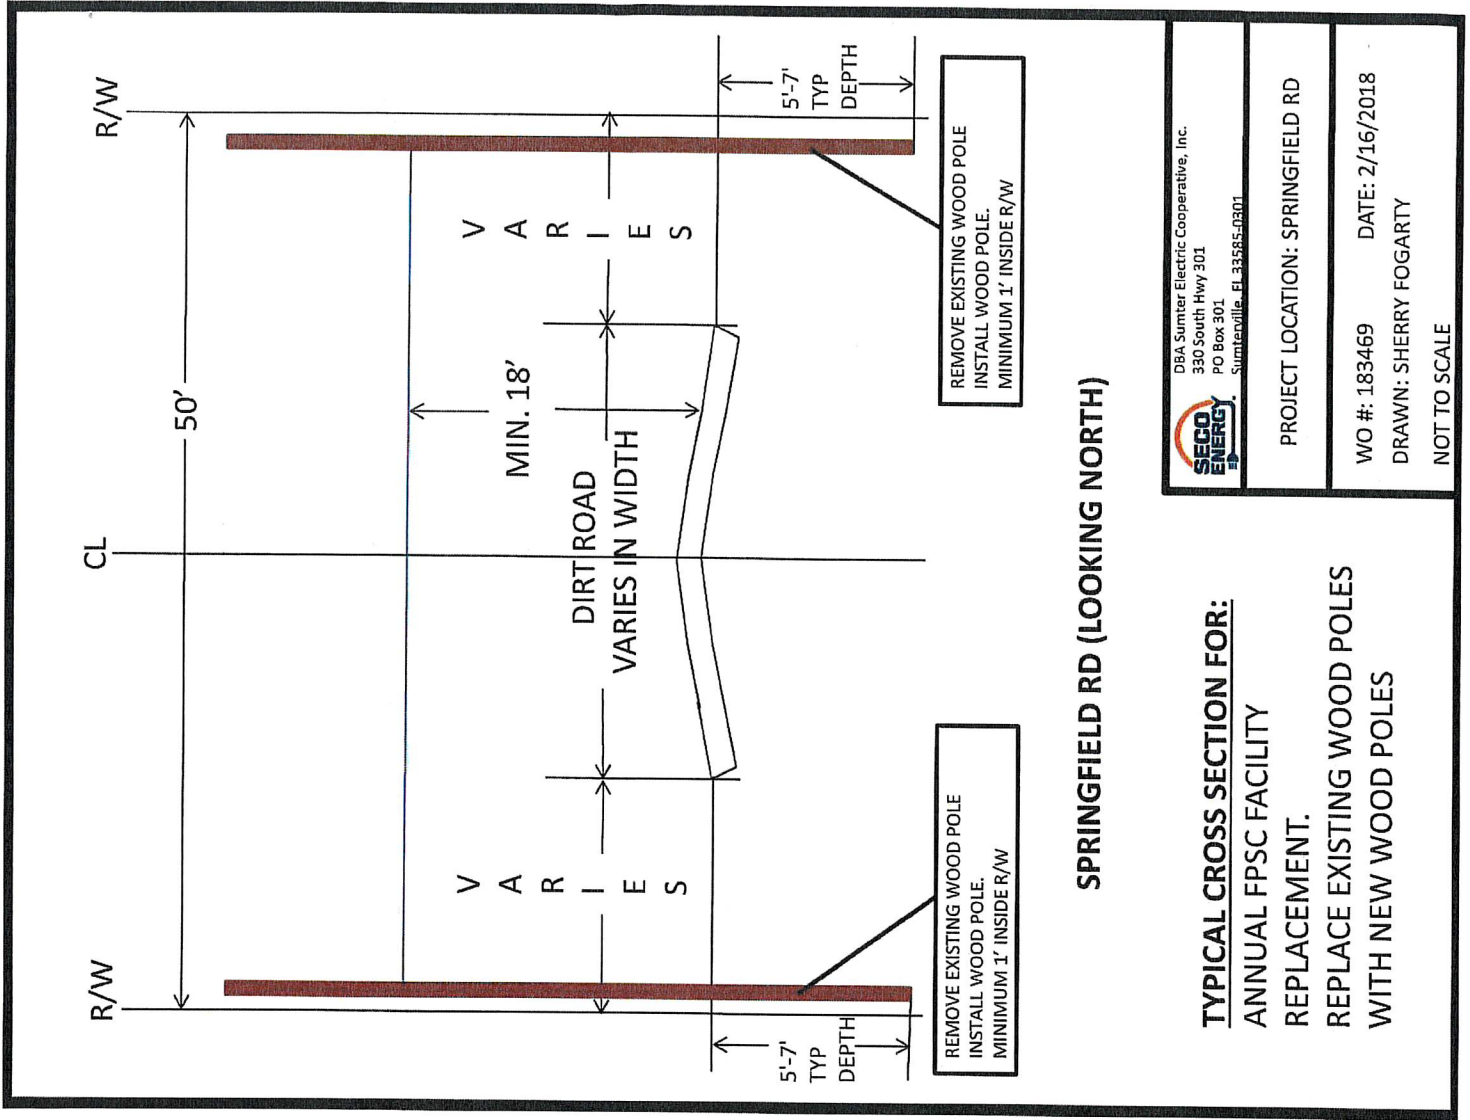 R/W
CL
R/W
50'
V
A
R
I
E
S
MIN. 18'
DIRT ROAD
VARIES IN WIDTH
V
A
R
I
E
S
5'-7'
TYP
DEPTH
5'-7'
TYP
DEPTH
REMOVE EXISTING WOOD POLE
INSTALL WOOD POLE.
MINIMUM 1' INSIDE R/W
REMOVE EXISTING WOOD POLE
INSTALL WOOD POLE.
MINIMUM 1' INSIDE R/W
SPRINGFIELD RD (LOOKING NORTH)
TYPICAL CROSS SECTION FOR:
ANNUAL FPSC FACILITY
REPLACEMENT.
REPLACE EXISTING WOOD POLES
WITH NEW WOOD POLES
SECO
ENERGY
DBA Sumter Electric Cooperative, Inc.
330 South Hwy 301
PO Box 301
Sumterville, FL 33585-0301
PROJECT LOCATION: SPRINGFIELD RD
WO #: 183469 DATE: 2/16/2018
DRAWN: SHERRY FOGARTY
NOT TO SCALE